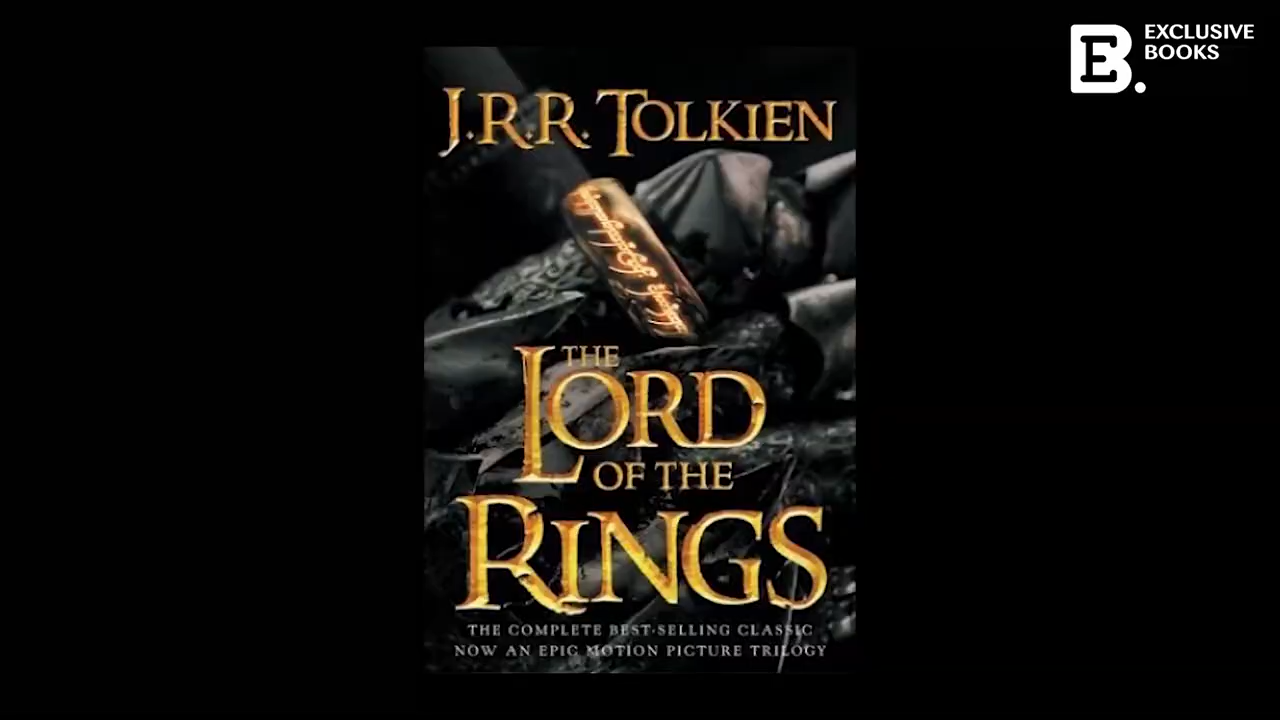 EXCLUSIVE
BOOKS
J.R.R. TOLKIEN
THE
LORD
OF THE
RINGS
THE COMPLETE BEST-SELLING CLASSIC
NOW AN EPIC MOTION PICTURE TRILOGY